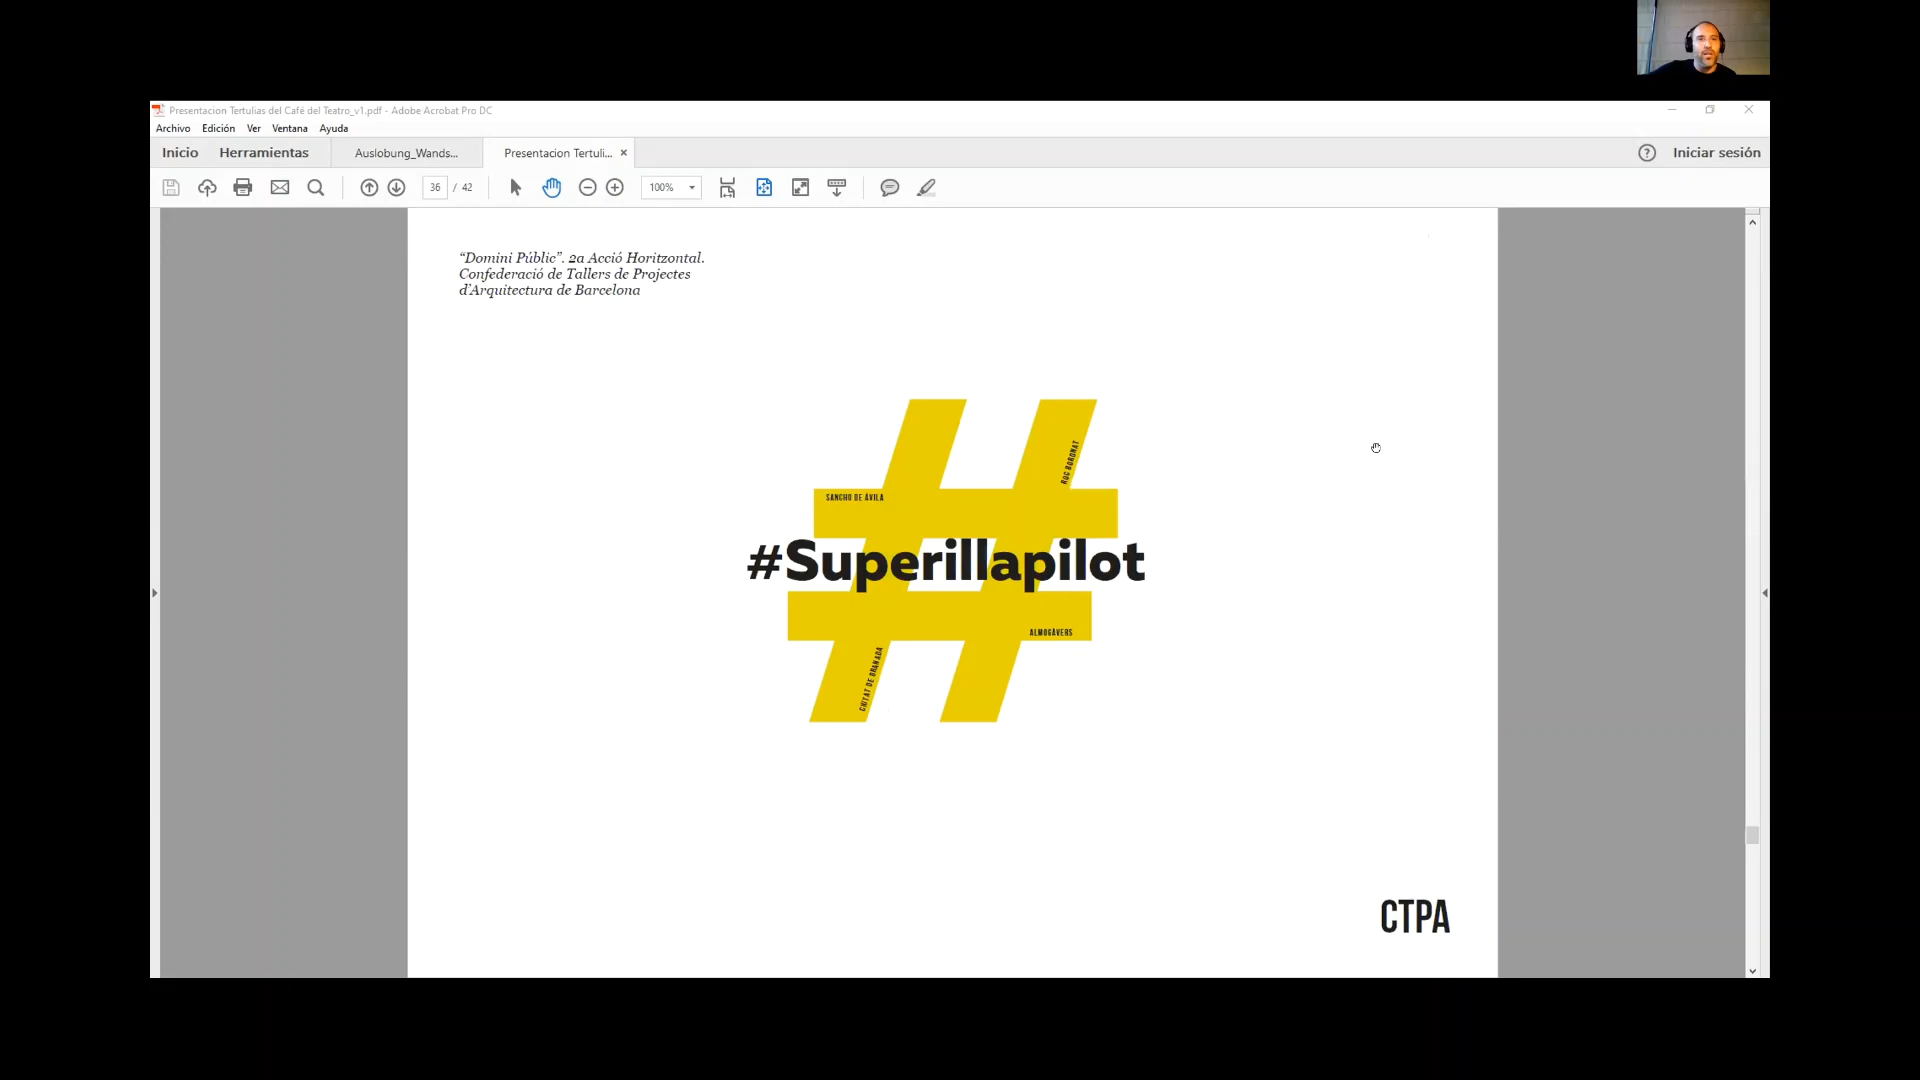 Presentacion Tertulias del Café del Teatro_v1.pdf - Adobe Acrobat Pro DC
Archivo Edición Ver Ventana Ayuda
Inicio Herramientas Auslobung_Wands... Presentacion Tertuli... × Iniciar sesión
36 / 42 100%
“Domini Públic”. 2a Acció Horitzontal.
Confederació de Tallers de Projectes
d’Arquitectura de Barcelona
ROC BORONAT
SANCHO DE ÁVILA
#Superillapilot
ALMOGÀVERS
CIUTAT DE GRANADA
CTPA